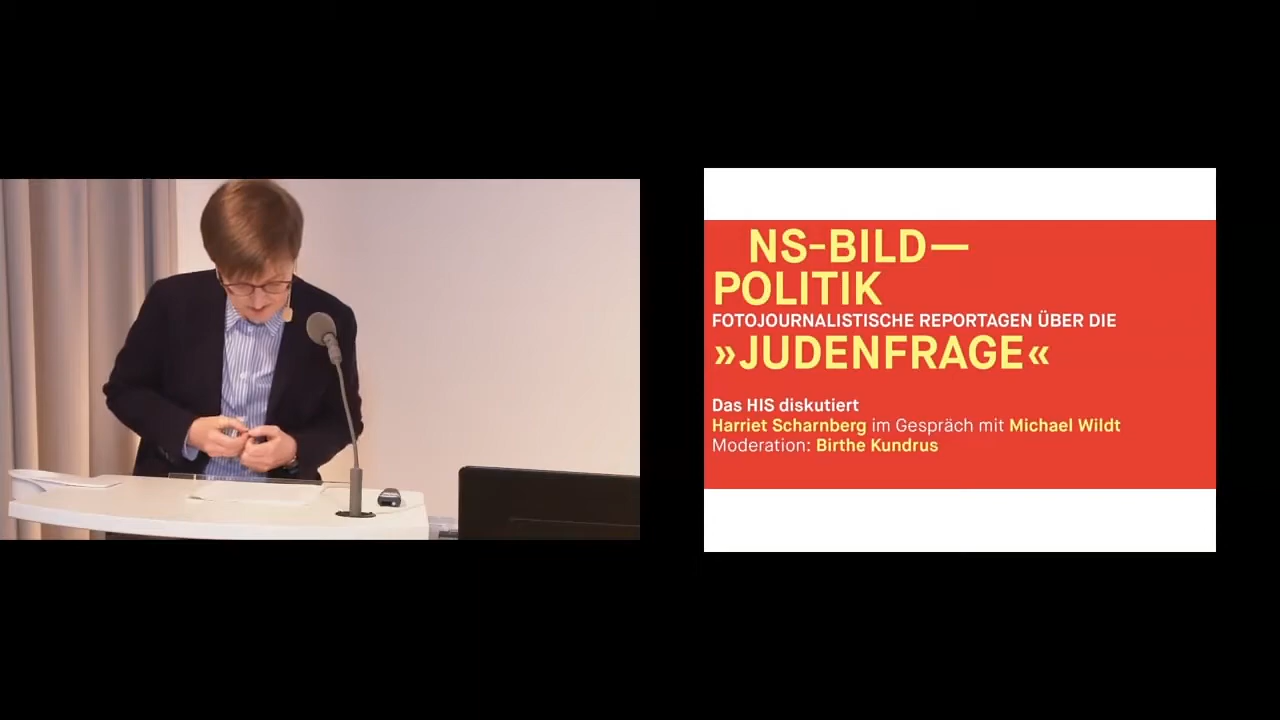 NS-BILD—
POLITIK
FOTOJOURNALISTISCHE REPORTAGEN ÜBER DIE
»JUDENFRAGE«
Das HIS diskutiert
Harriet Scharnberg im Gespräch mit Michael Wildt
Moderation: Birthe Kundrus